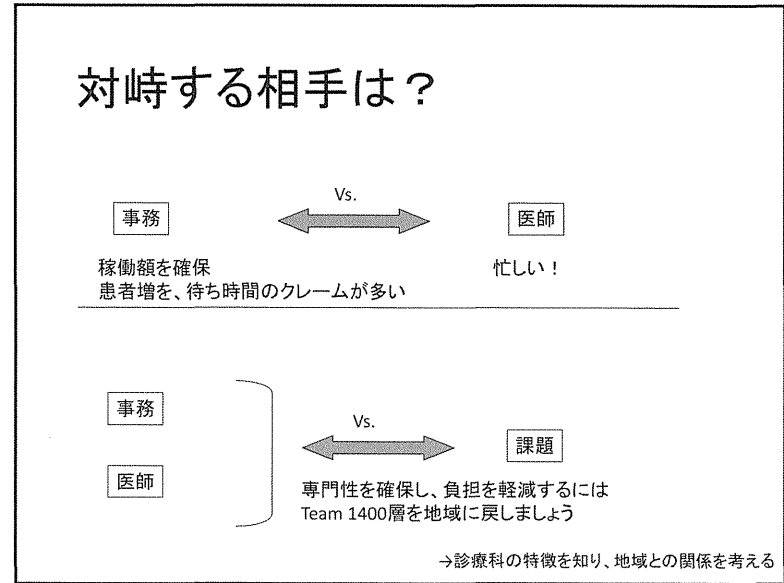 対峙する相手は？
Vs.
事務
医師
稼働額を確保
患者増を、待ち時間のクレームが多い
忙しい！
事務
医師
Vs.
課題
専門性を確保し、負担を軽減するには
Team 1400層を地域に戻しましょう
→診療科の特徴を知り、地域との関係を考える